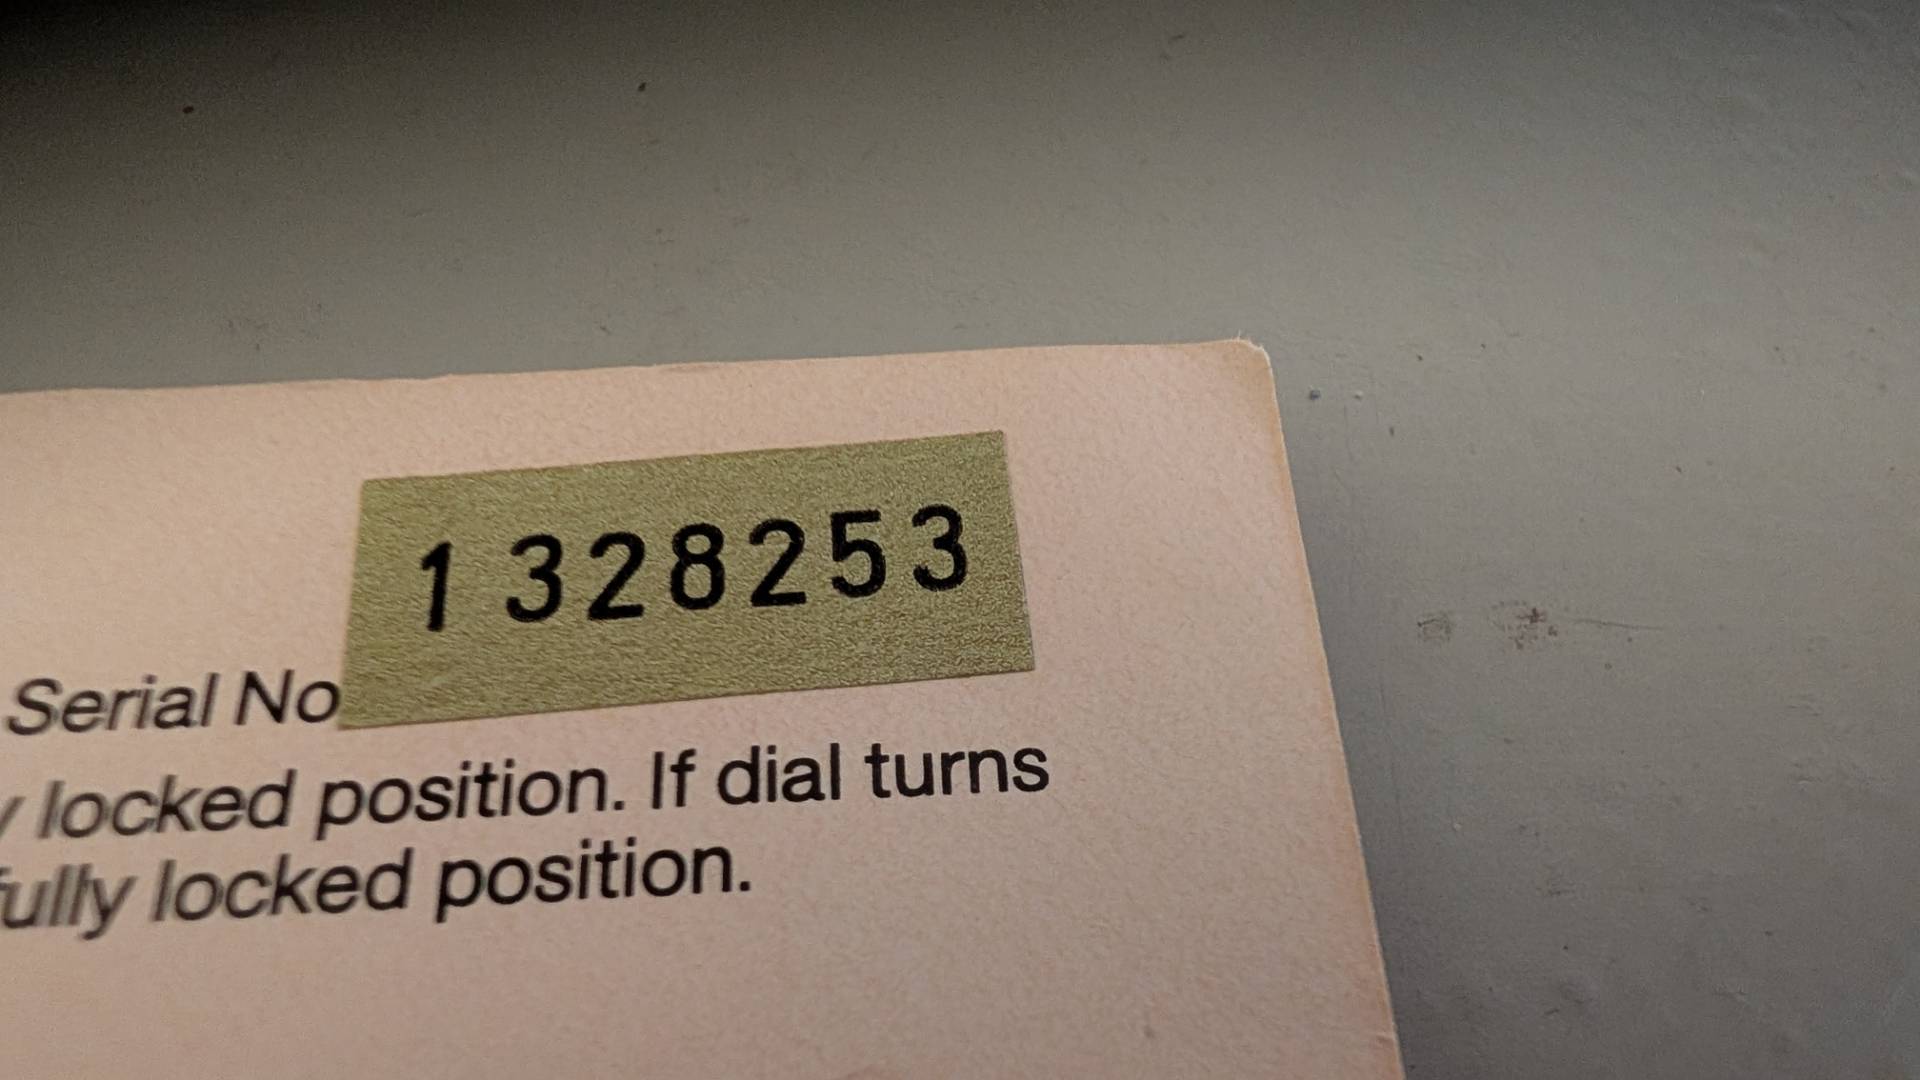 1328253
Serial No
y locked position. If dial turns
fully locked position.